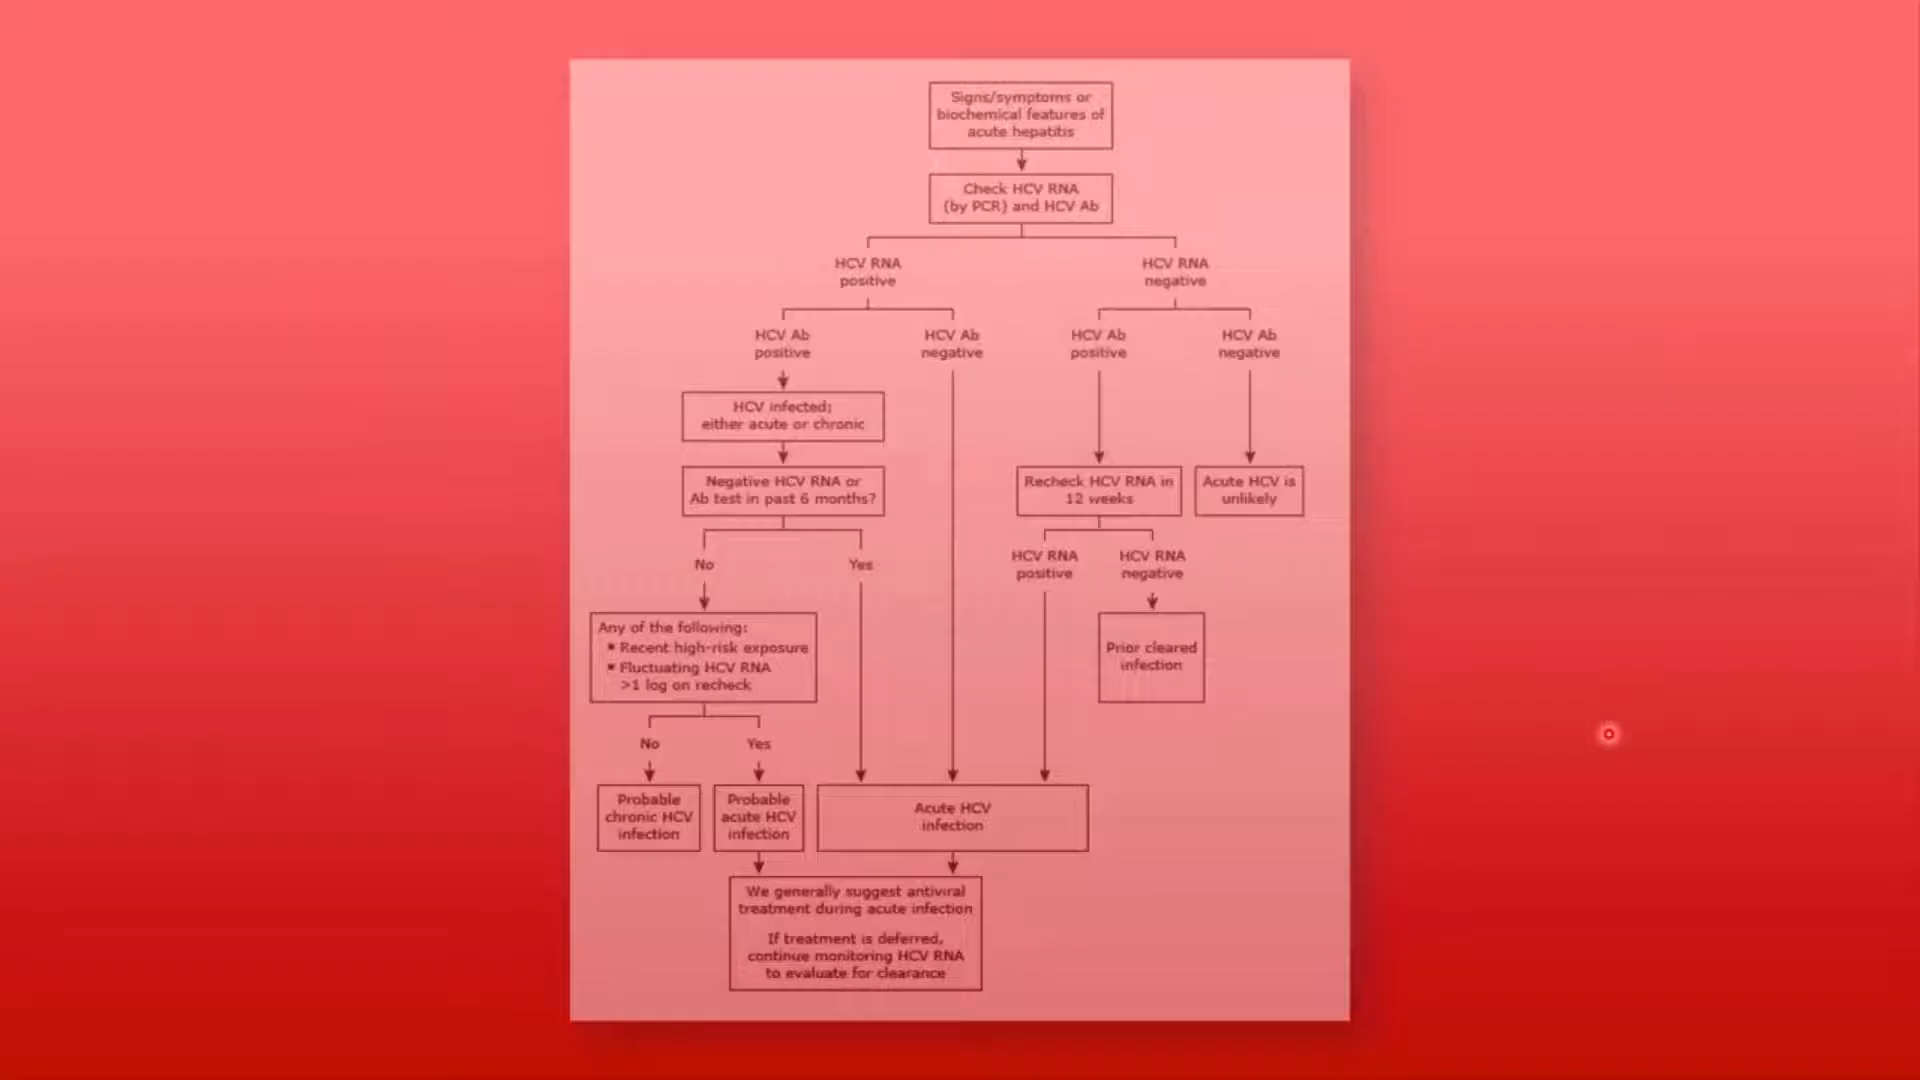 Signs/symptoms or
biochemical features of
acute hepatitis
Check HCV RNA
(by PCR) and HCV Ab
HCV RNA
positive
HCV RNA
negative
HCV Ab
positive
HCV Ab
negative
HCV Ab
positive
HCV Ab
negative
HCV infected;
either acute or chronic
Negative HCV RNA or
Ab test in past 6 months?
Recheck HCV RNA in
12 weeks
Acute HCV is
unlikely
No
Yes
HCV RNA
positive
HCV RNA
negative
Any of the following:
▪ Recent high-risk exposure
▪ Fluctuating HCV RNA
>1 log on recheck
Prior cleared
infection
No
Yes
Probable
chronic HCV
infection
Probable
acute HCV
infection
Acute HCV
infection
We generally suggest antiviral
treatment during acute infection
If treatment is deferred,
continue monitoring HCV RNA
to evaluate for clearance